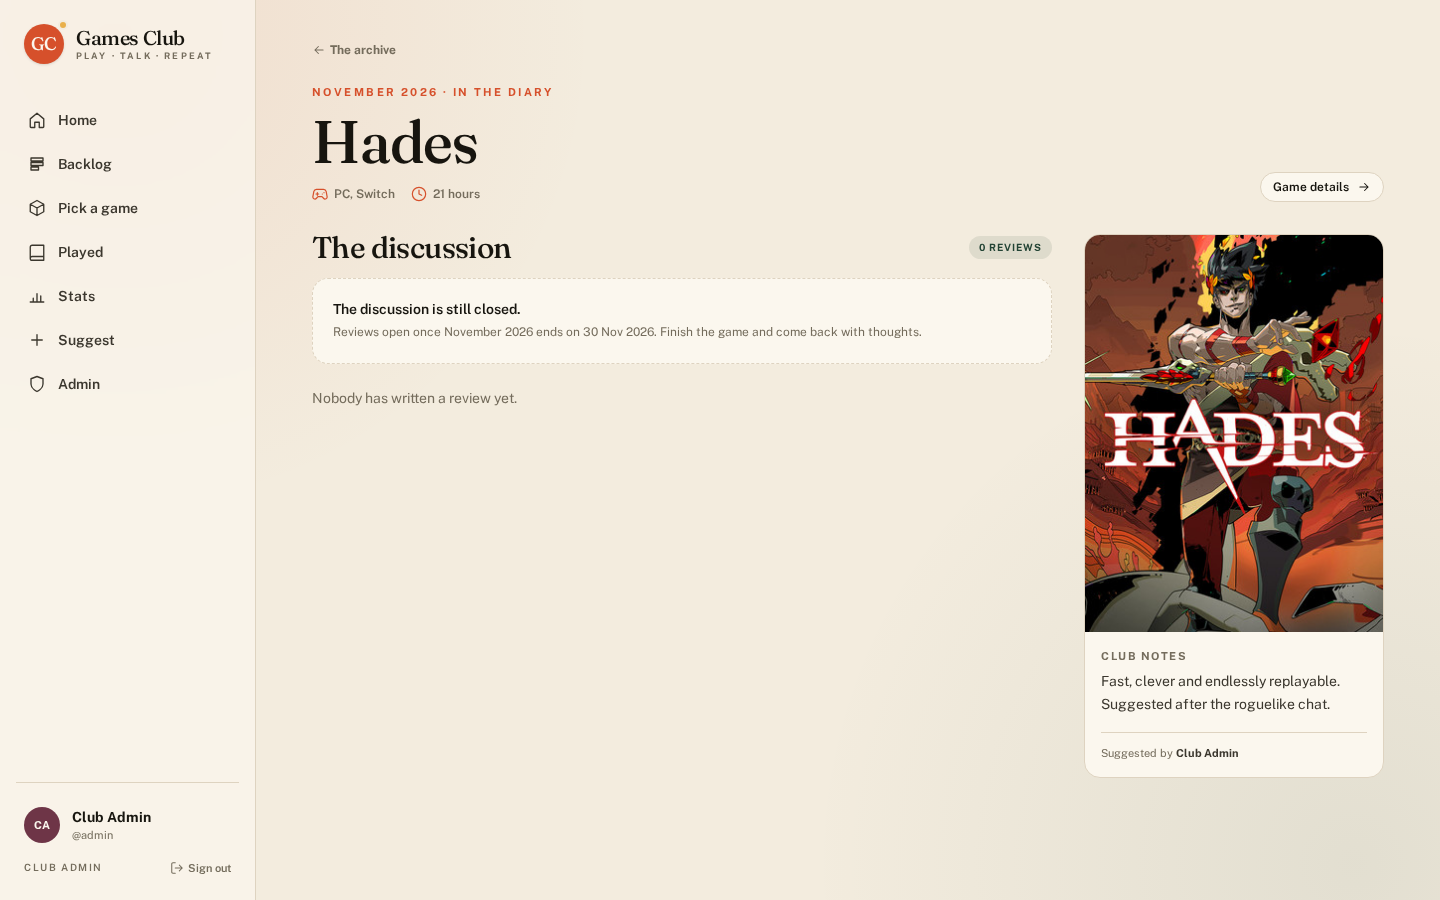 GC
Games Club
PLAY · TALK · REPEAT
Home
Backlog
Pick a game
Played
Stats
Suggest
Admin
CA
Club Admin
@admin
CLUB ADMIN
Sign out
← The archive
NOVEMBER 2026 · IN THE DIARY
Hades
PC, Switch
21 hours
Game details →
The discussion
0 REVIEWS
The discussion is still closed.
Reviews open once November 2026 ends on 30 Nov 2026. Finish the game and come back with thoughts.
Nobody has written a review yet.
HADES
CLUB NOTES
Fast, clever and endlessly replayable.
Suggested after the roguelike chat.
Suggested by Club Admin